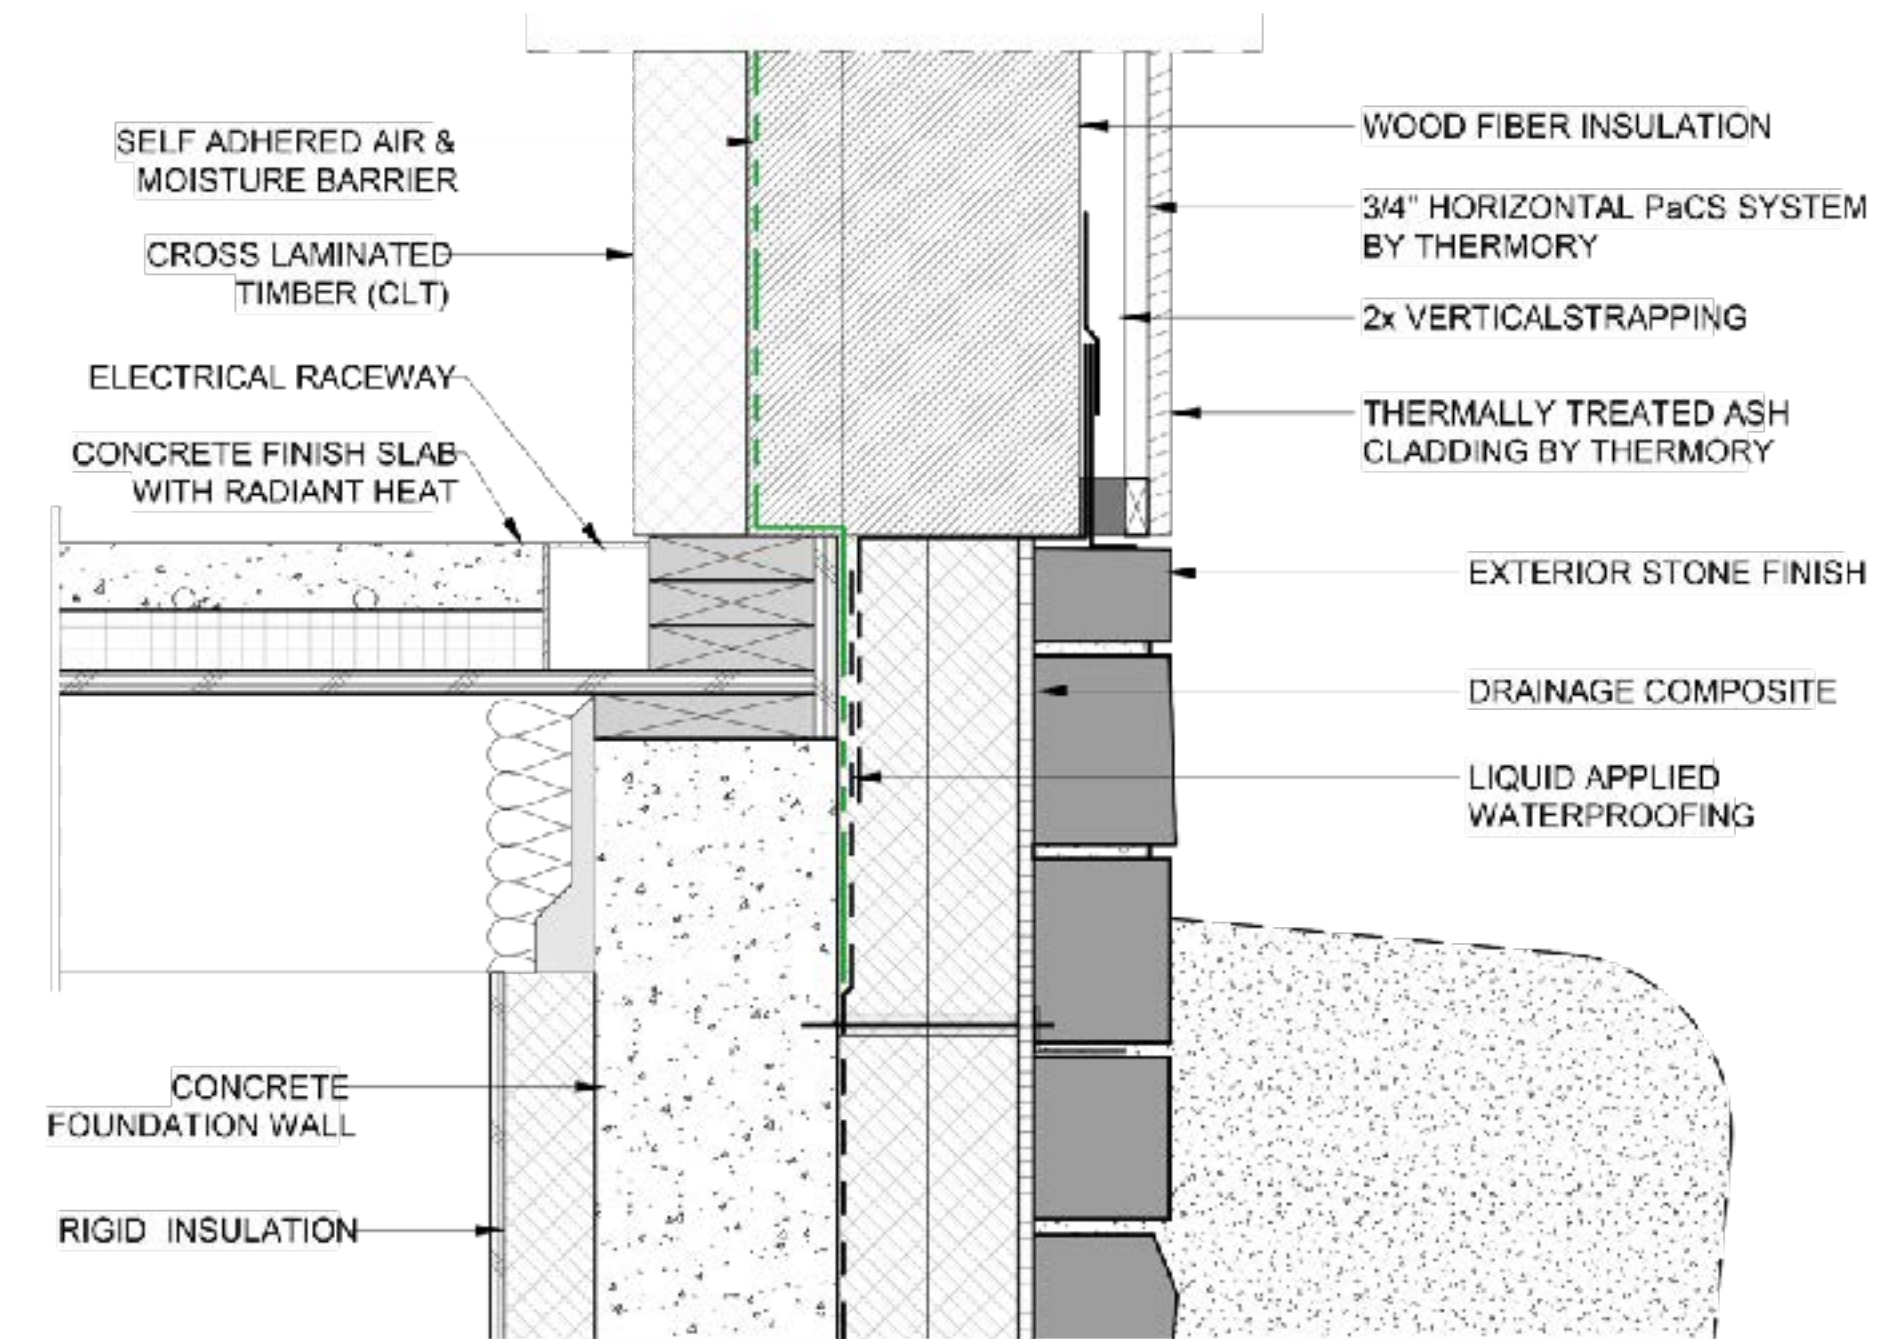 SELF ADHERED AIR &
MOISTURE BARRIER
CROSS LAMINATED
TIMBER (CLT)
ELECTRICAL RACEWAY
CONCRETE FINISH SLAB
WITH RADIANT HEAT
CONCRETE
FOUNDATION WALL
RIGID INSULATION
WOOD FIBER INSULATION
3/4" HORIZONTAL PaCS SYSTEM
BY THERMORY
2x VERTICALSTRAPPING
THERMALLY TREATED ASH
CLADDING BY THERMORY
EXTERIOR STONE FINISH
DRAINAGE COMPOSITE
LIQUID APPLIED
WATERPROOFING